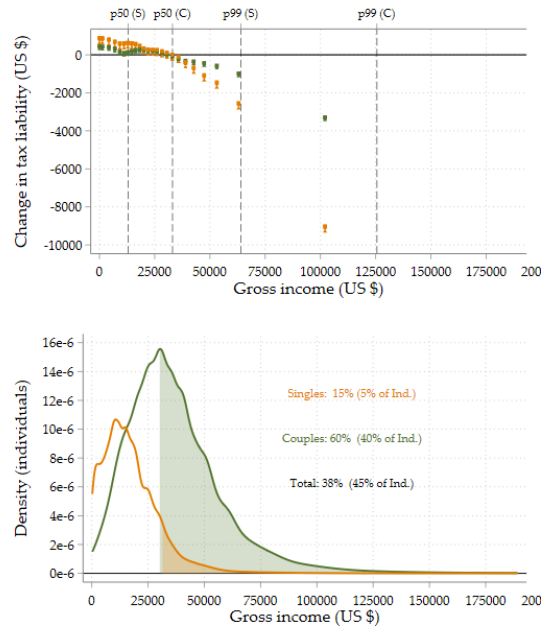 p50 (S) p50 (C) p99 (S) p99 (C)
Change in tax liability (US $)
0
-2000
-4000
-6000
-8000
-10000
0 25000 50000 75000 100000 125000 150000 175000 200
Gross income (US $)
Density (individuals)
16e-6
14e-6
12e-6
10e-6
8e-6
6e-6
4e-6
2e-6
0e-6
Singles: 15% (5% of Ind.)
Couples: 60% (40% of Ind.)
Total: 38% (45% of Ind.)
0 25000 50000 75000 100000 125000 150000 175000 200
Gross income (US $)